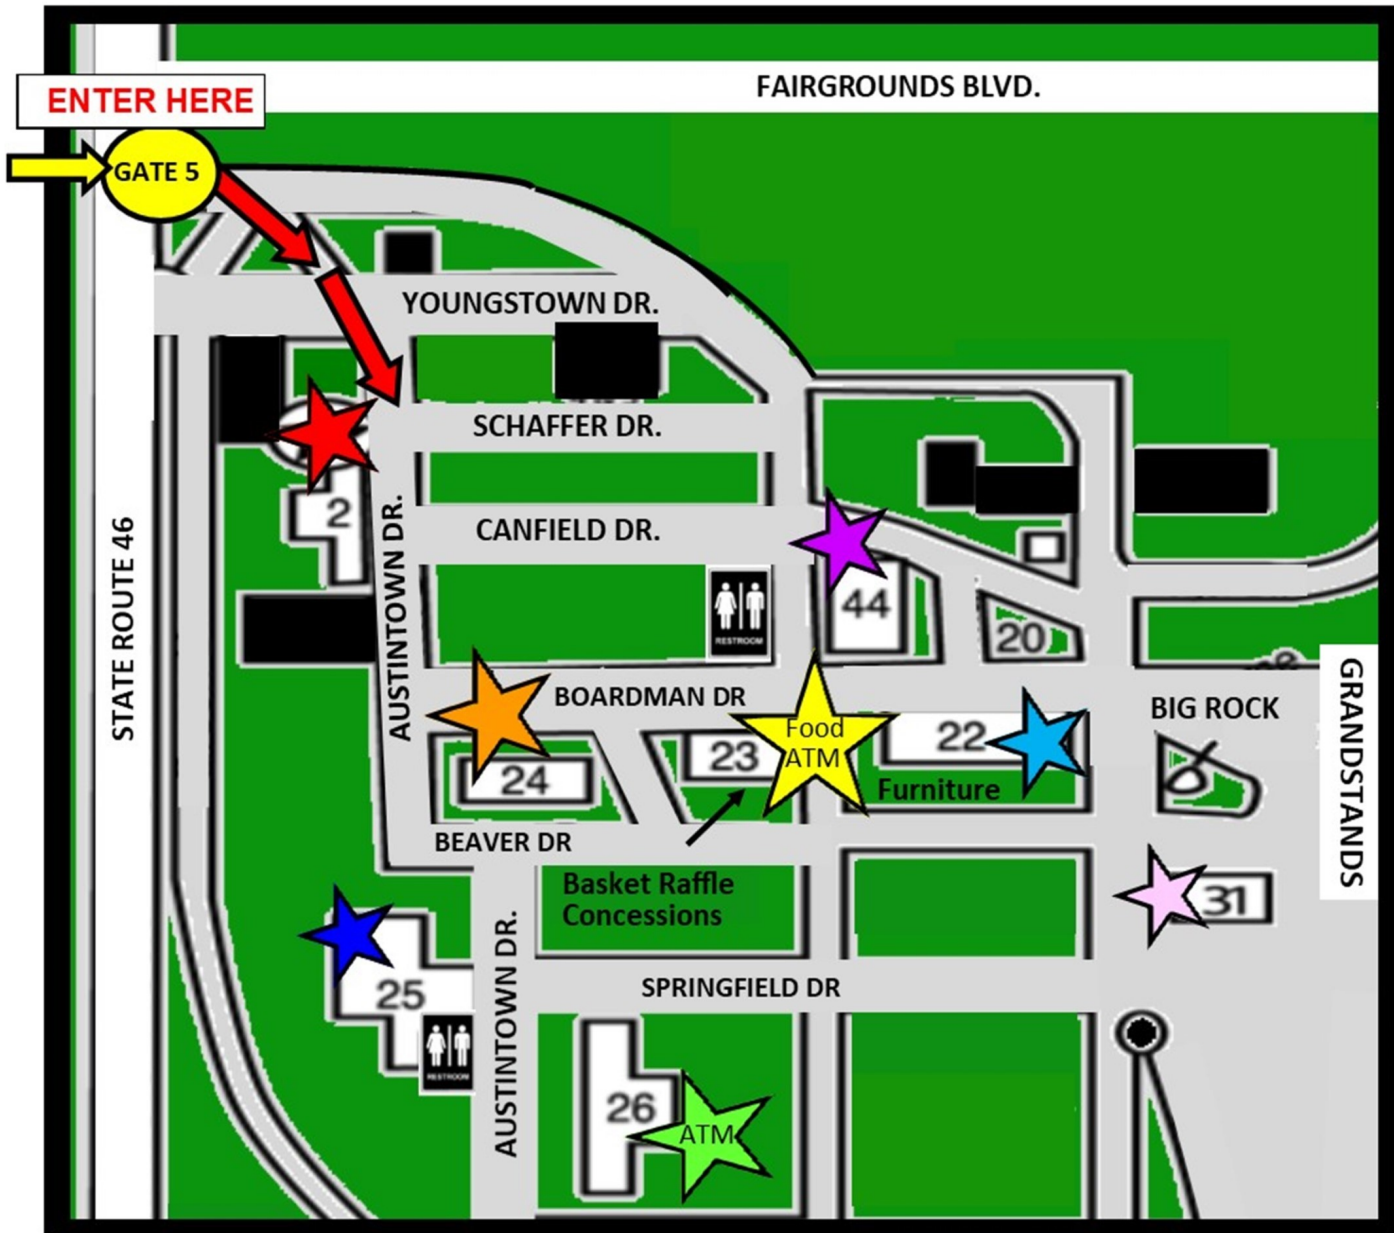 FAIRGROUNDS BLVD.
ENTER HERE
GATE 5
YOUNGSTOWN DR.
SCHAFFER DR.
2
CANFIELD DR.
AUSTINTOWN DR.
STATE ROUTE 46
RESTROOM
44
20
BOARDMAN DR
BIG ROCK
GRANDSTANDS
Food
ATM
23
22
24
Furniture
BEAVER DR
Basket Raffle
Concessions
31
25
AUSTINTOWN DR.
SPRINGFIELD DR
RESTROOM
26
ATM